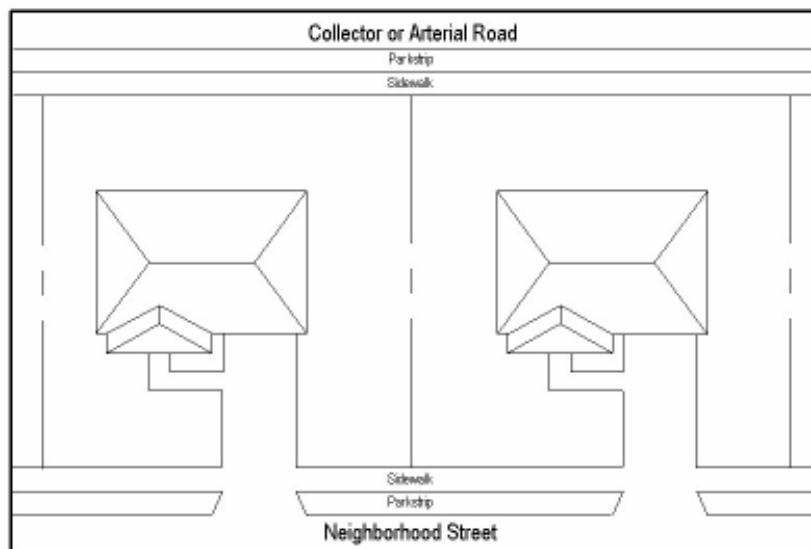 Collector or Arterial Road
Parkstrip
Sidewalk
Sidewalk
Parkstrip
Neighborhood Street